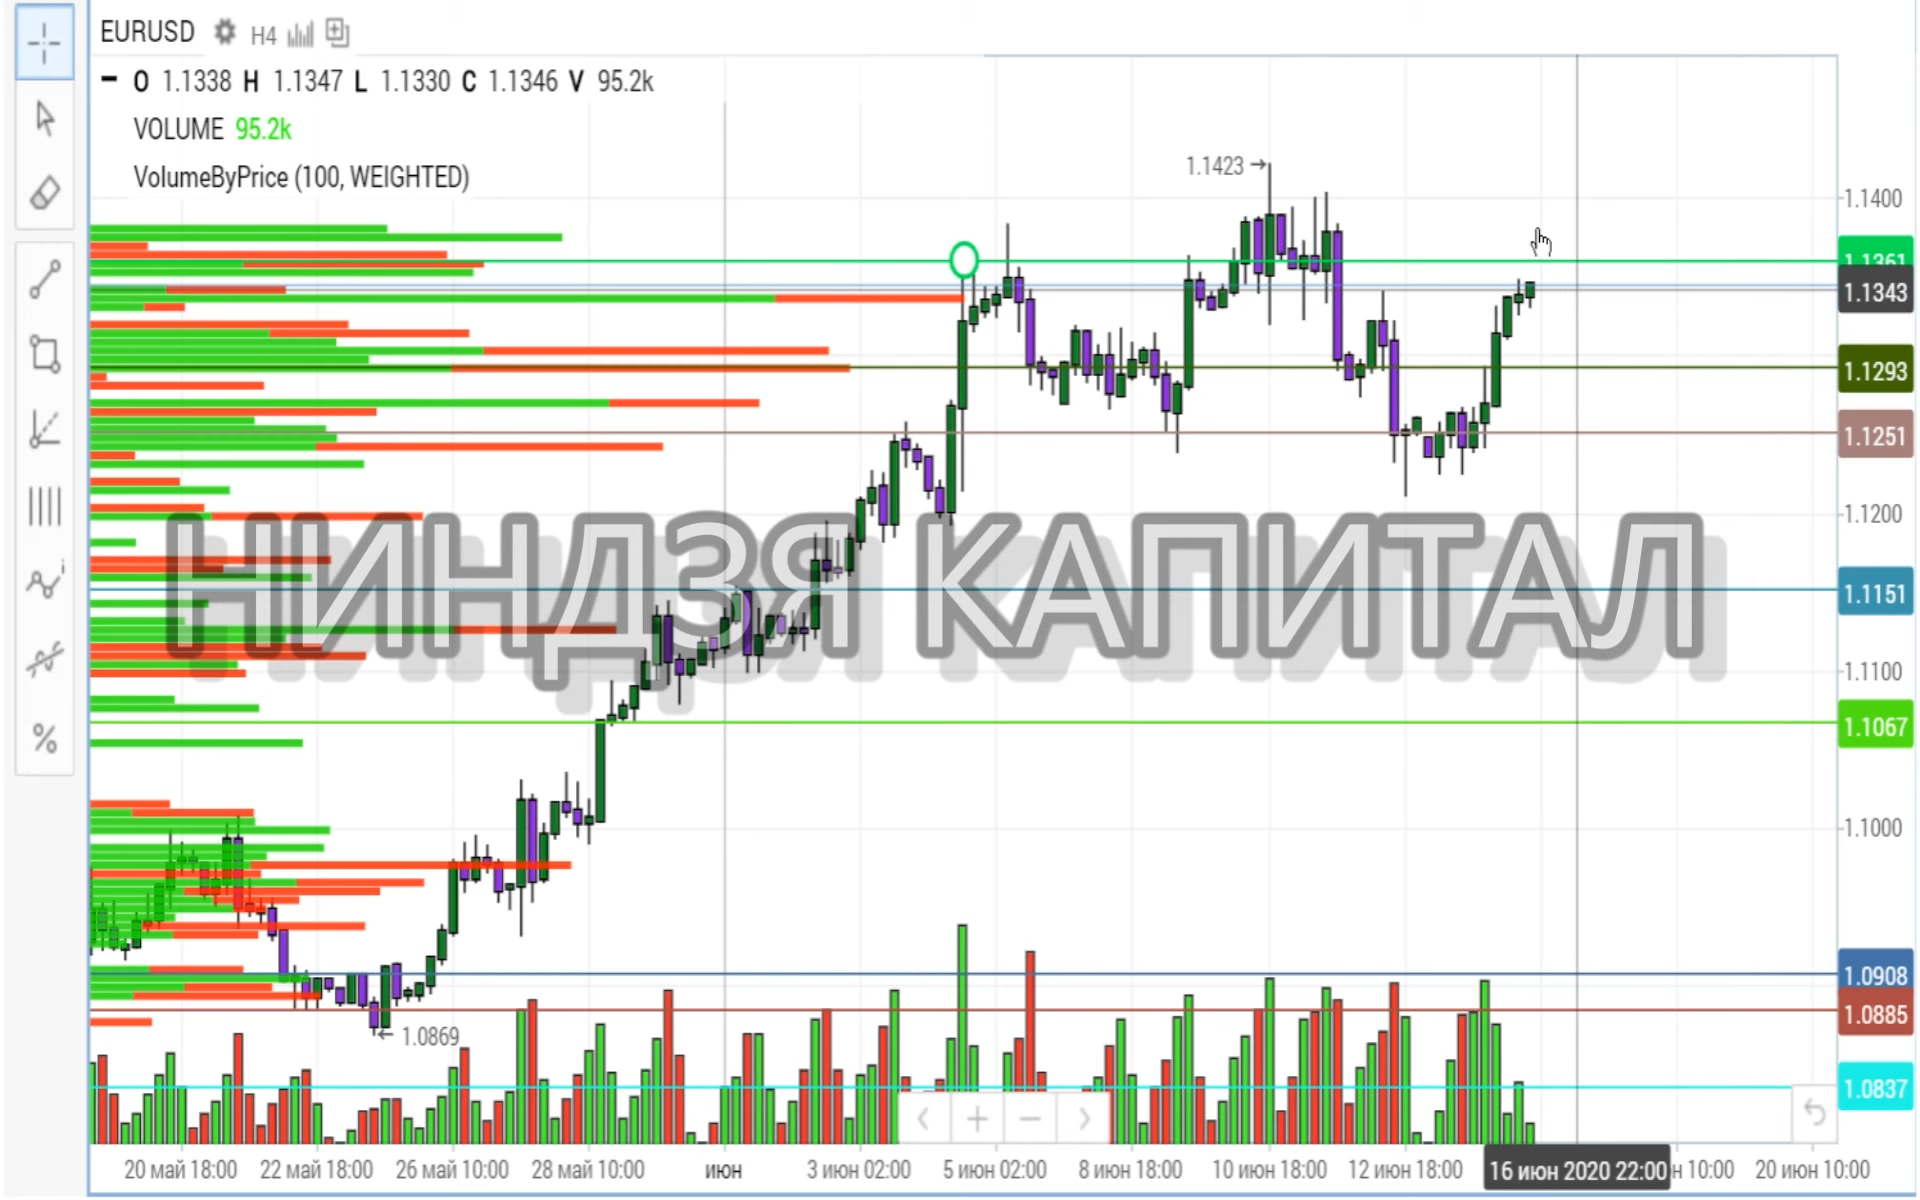 EURUSD H4
O 1.1338 H 1.1347 L 1.1330 C 1.1346 V 95.2k
VOLUME 95.2k
VolumeByPrice (100, WEIGHTED)
1.1423
1.1400
1.1361
1.1343
1.1293
1.1251
1.1200
НИНДЗЯ КАПИТАЛ
1.1151
1.1100
1.1067
%
1.1000
1.0908
1.0885
1.0869
1.0837
20 май 18:00 22 май 18:00 26 май 10:00 28 май 10:00 июн 3 июн 02:00 5 июн 02:00 8 июн 18:00 10 июн 18:00 12 июн 18:00 16 июн 2020 22:00 н 10:00 20 июн 10:00